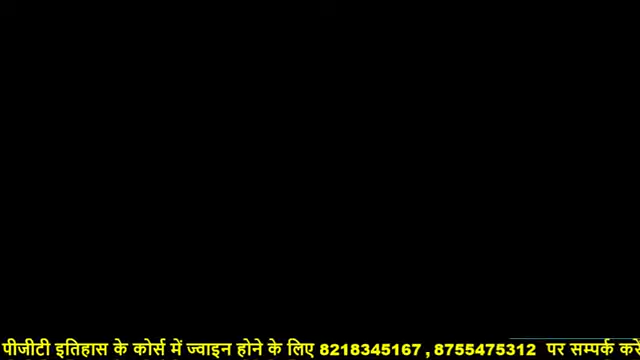 पीजीटी इतिहास के कोर्स में ज्वाइन होने के लिए 8218345167 , 8755475312 पर सम्पर्क करें